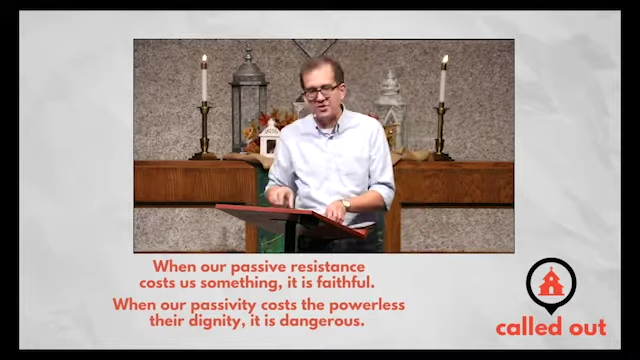 When our passive resistance
costs us something, it is faithful.
When our passivity costs the powerless
their dignity, it is dangerous.
called out